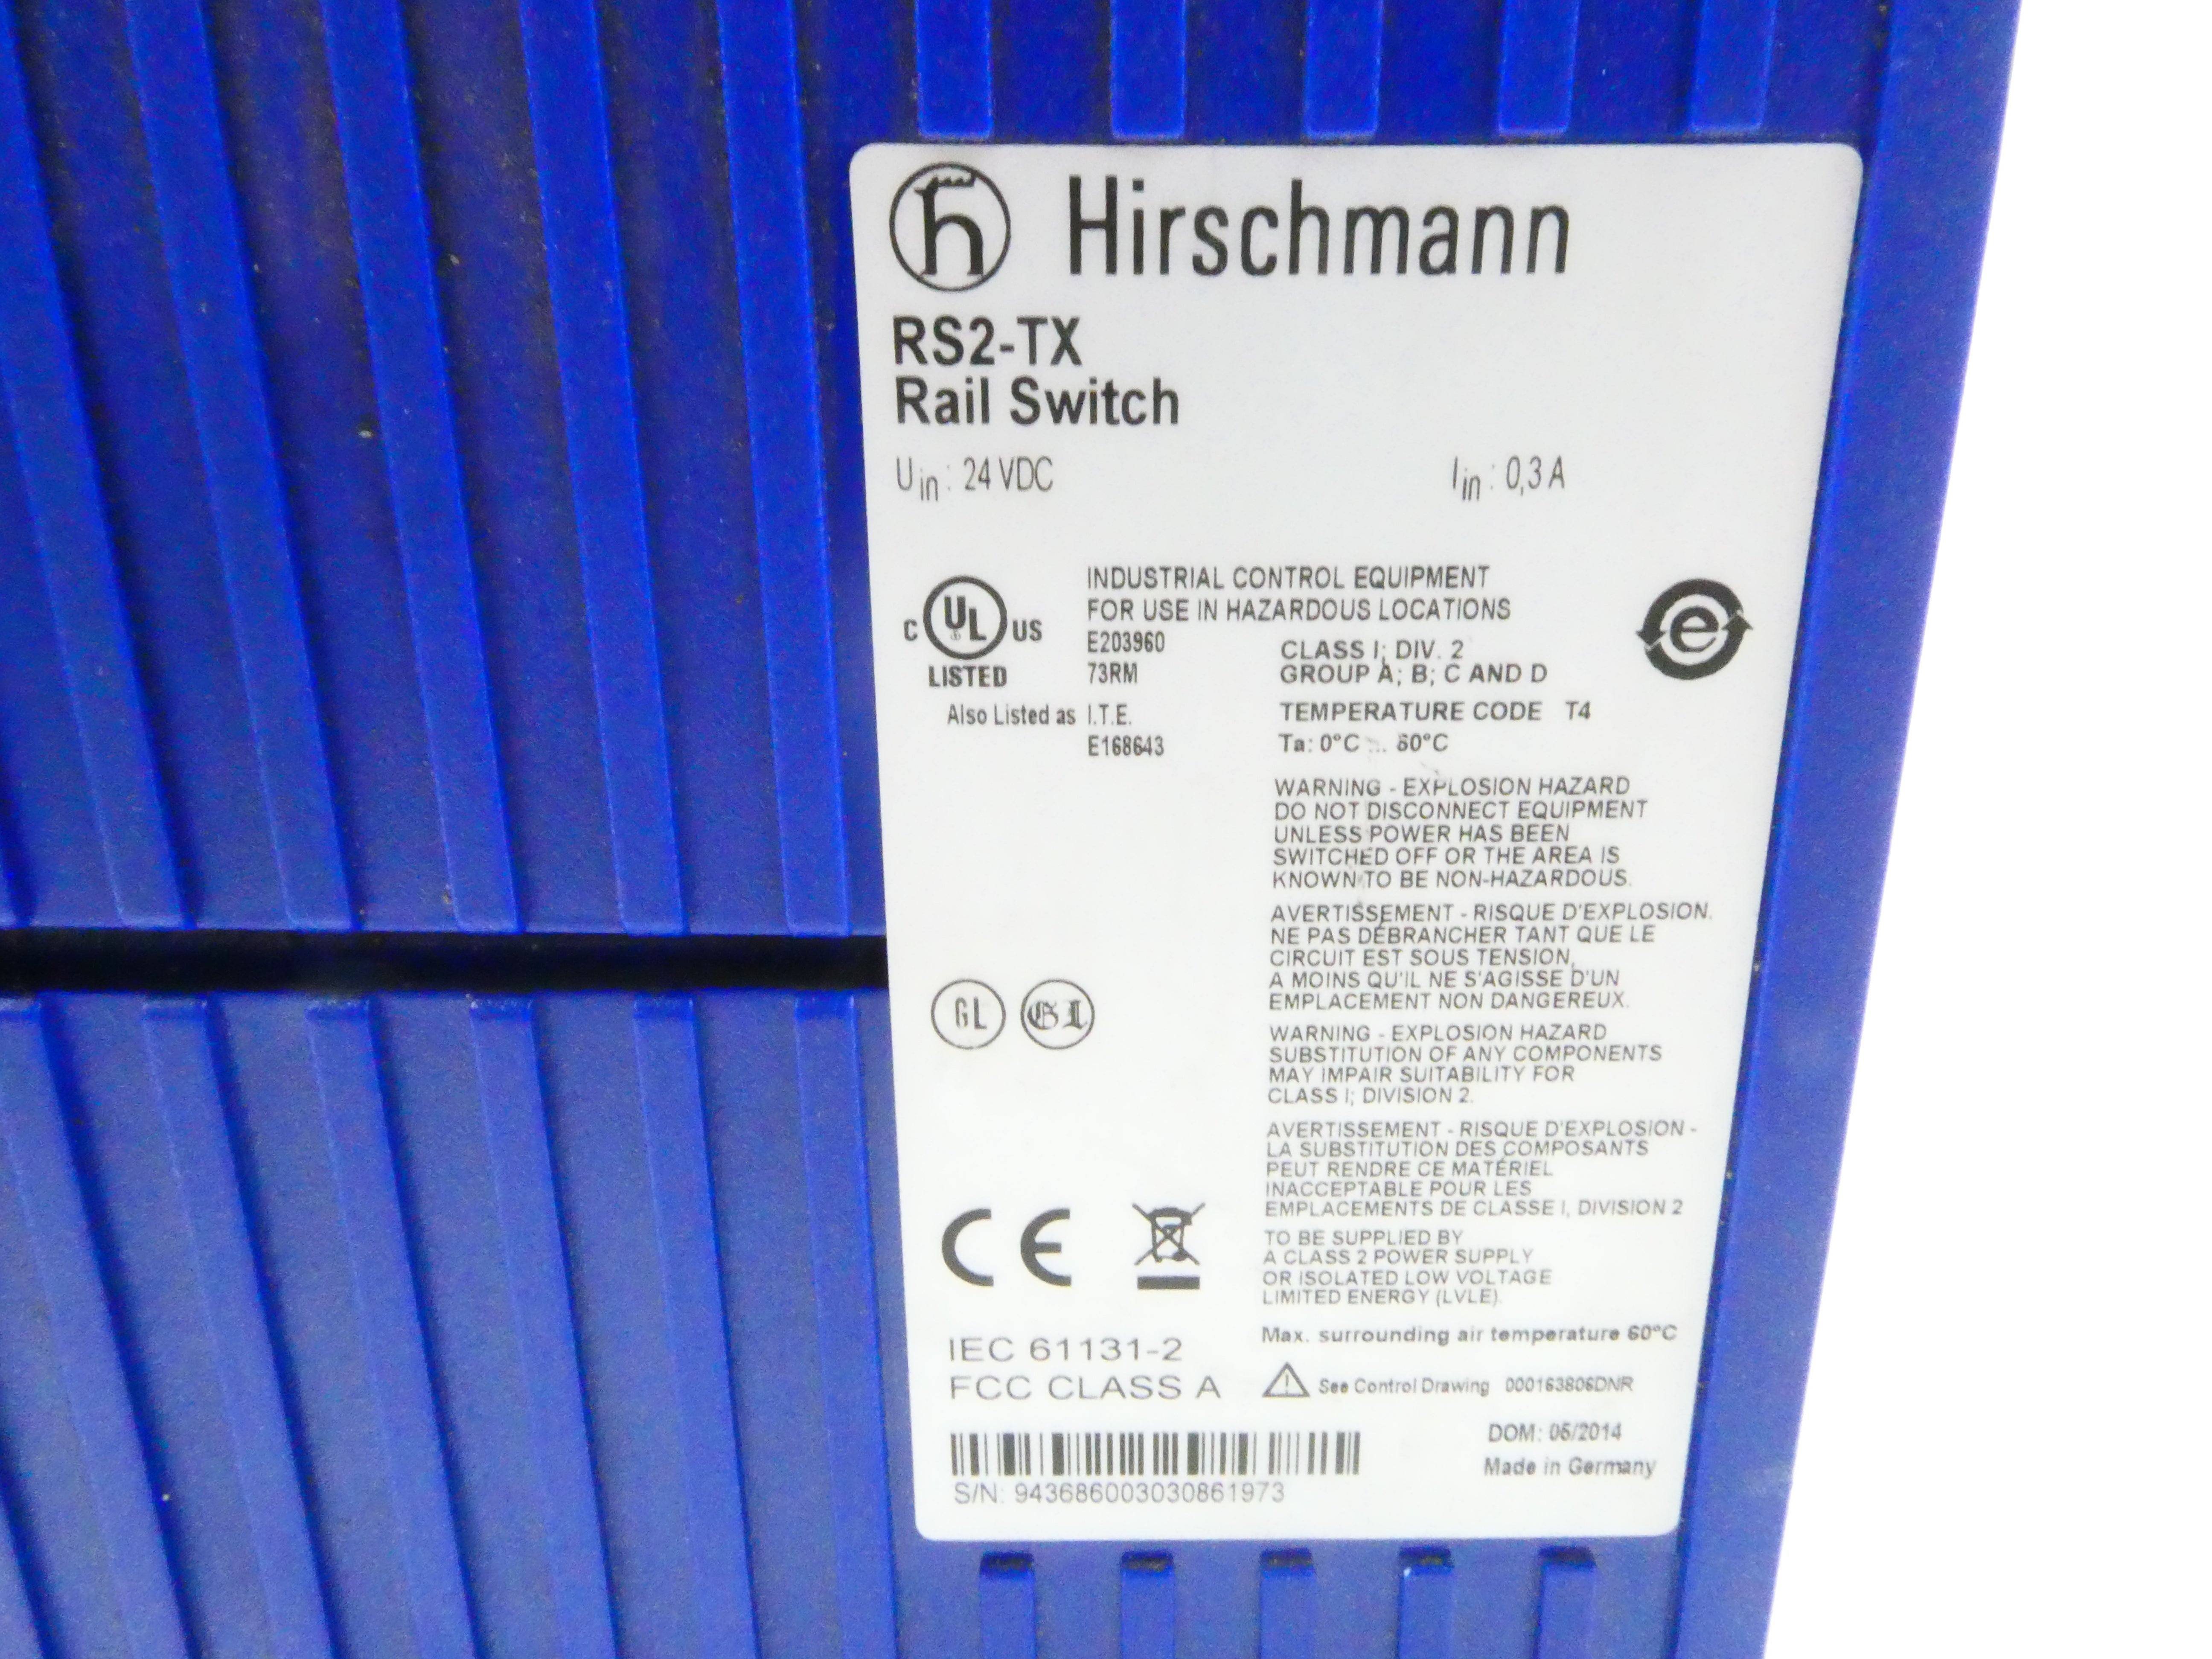 Hirschmann
RS2-TX
Rail Switch
Uin: 24 VDC Iin: 0,3 A
INDUSTRIAL CONTROL EQUIPMENT
FOR USE IN HAZARDOUS LOCATIONS
C UL US
LISTED
E203960
73RM
CLASS I; DIV. 2
GROUP A; B; C AND D
e
Also Listed as I.T.E.
E168643
TEMPERATURE CODE T4
Ta: 0°C ... 60°C
WARNING - EXPLOSION HAZARD
DO NOT DISCONNECT EQUIPMENT
UNLESS POWER HAS BEEN
SWITCHED OFF OR THE AREA IS
KNOWN TO BE NON-HAZARDOUS.
AVERTISSEMENT - RISQUE D'EXPLOSION.
NE PAS DÉBRANCHER TANT QUE LE
CIRCUIT EST SOUS TENSION,
A MOINS QU'IL NE S'AGISSE D'UN
EMPLACEMENT NON DANGEREUX.
GL GL
WARNING - EXPLOSION HAZARD
SUBSTITUTION OF ANY COMPONENTS
MAY IMPAIR SUITABILITY FOR
CLASS I; DIVISION 2.
AVERTISSEMENT - RISQUE D'EXPLOSION -
LA SUBSTITUTION DES COMPOSANTS
PEUT RENDRE CE MATÉRIEL
INACCEPTABLE POUR LES
EMPLACEMENTS DE CLASSE I, DIVISION 2
CE
TO BE SUPPLIED BY
A CLASS 2 POWER SUPPLY
OR ISOLATED LOW VOLTAGE
LIMITED ENERGY (LVLE).
Max. surrounding air temperature 60°C
IEC 61131-2
FCC CLASS A
See Control Drawing 000163806DNR
DOM: 05/2014
Made in Germany
S/N: 943686003030861973